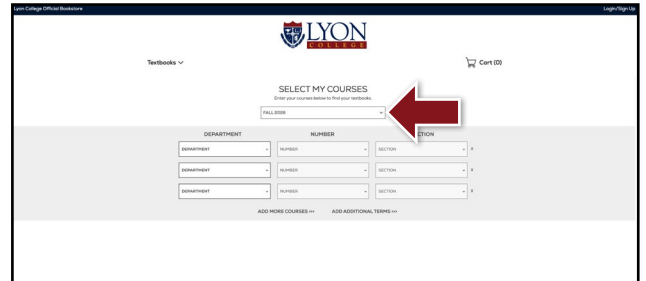 Lyon College Official Bookstore
Login/Sign Up
LYON
COLLEGE
Textbooks
Cart (0)
SELECT MY COURSES
Enter your courses below to find your textbooks.
FALL 2026
DEPARTMENT NUMBER CTION
DEPARTMENT NUMBER SECTION X
DEPARTMENT NUMBER SECTION X
DEPARTMENT NUMBER SECTION X
ADD MORE COURSES >>> ADD ADDITIONAL TERMS >>>